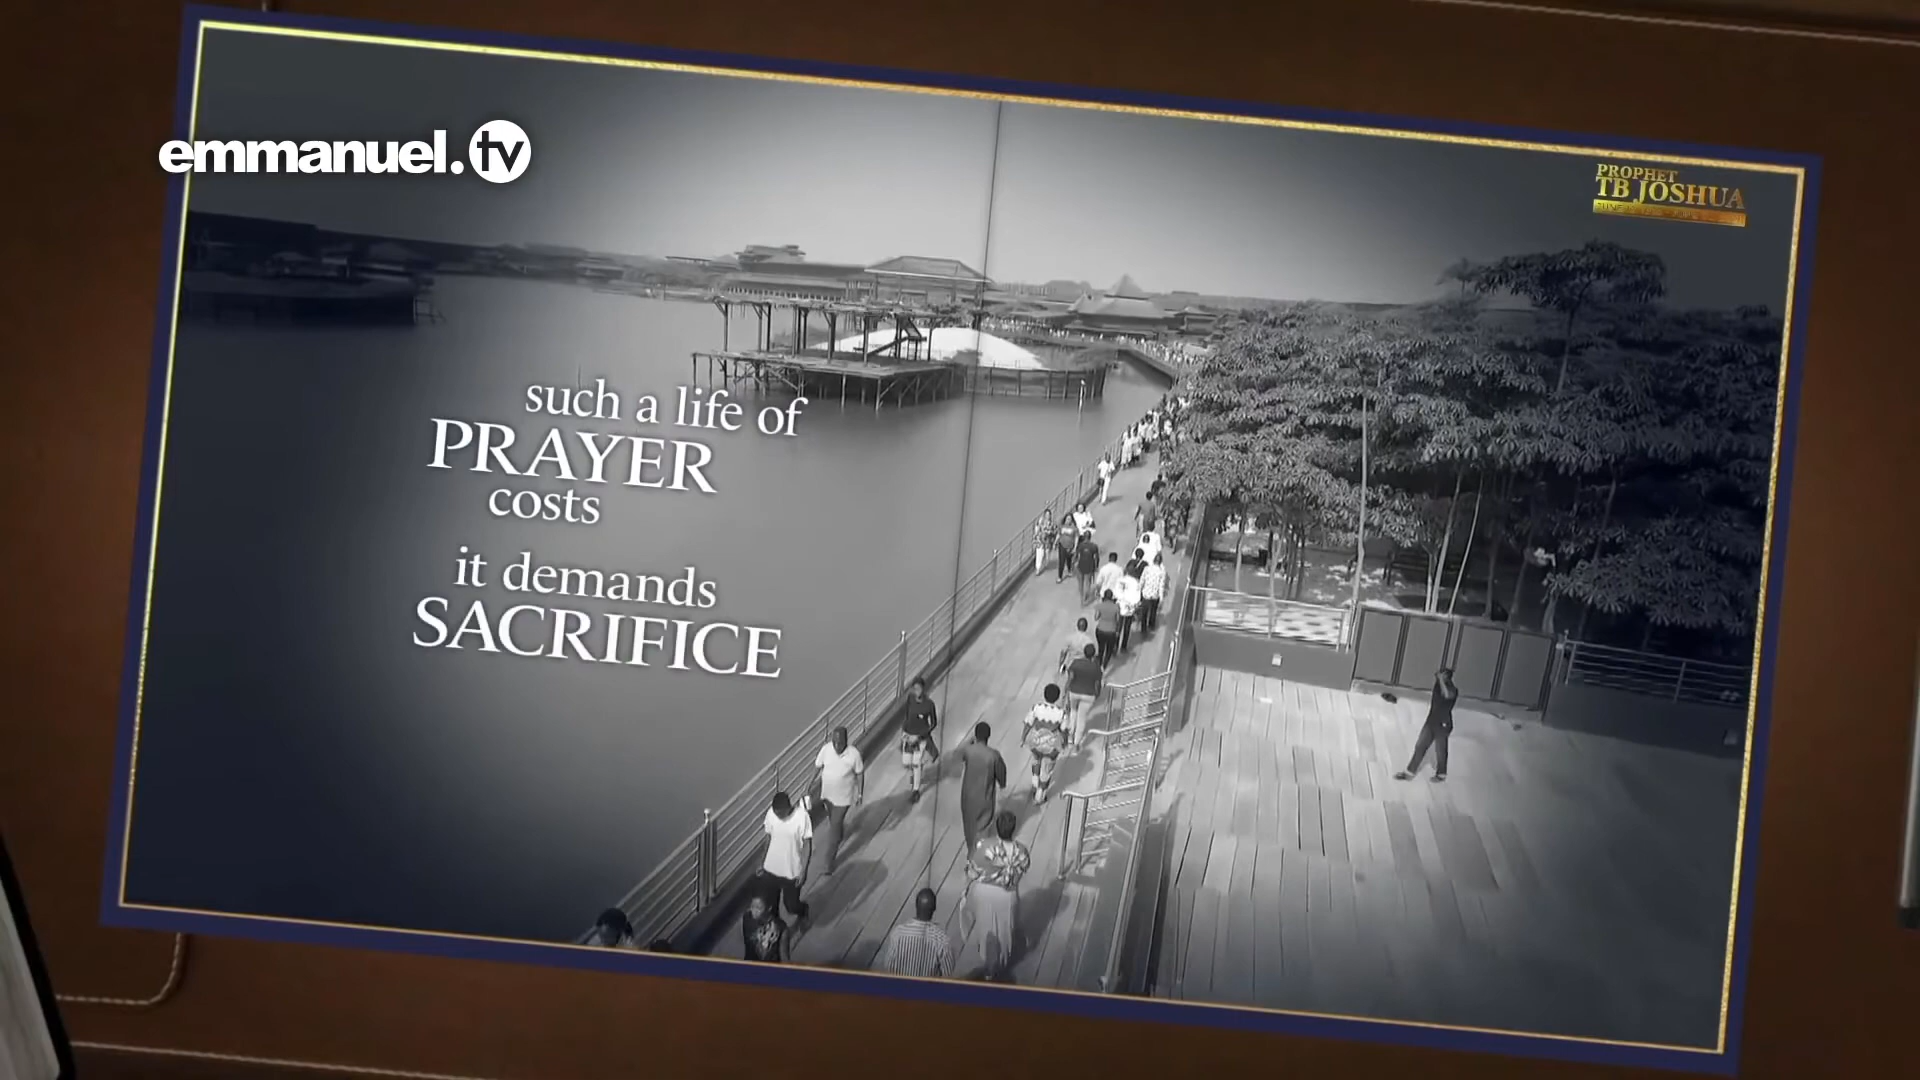 emmanuel.tv
PROPHET
TB JOSHUA
such a life of
PRAYER
costs
it demands
SACRIFICE